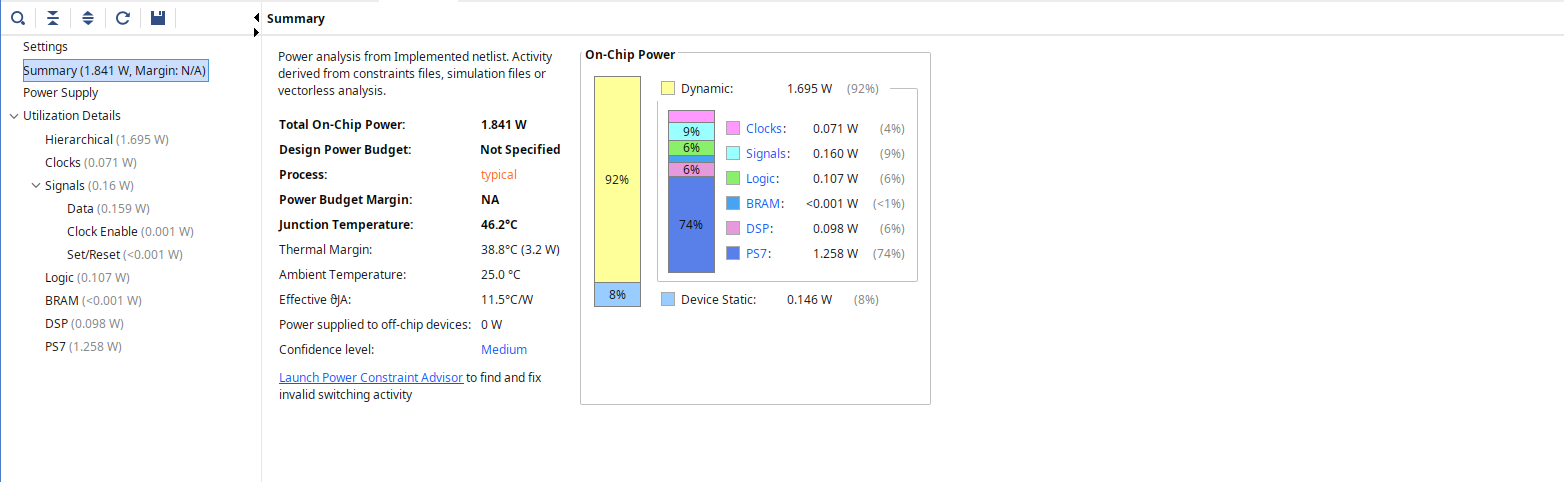 Summary
Settings
Summary (1.841 W, Margin: N/A)
Power Supply
Utilization Details
Hierarchical (1.695 W)
Clocks (0.071 W)
Signals (0.16 W)
Data (0.159 W)
Clock Enable (0.001 W)
Set/Reset (<0.001 W)
Logic (0.107 W)
BRAM (<0.001 W)
DSP (0.098 W)
PS7 (1.258 W)
Power analysis from Implemented netlist. Activity
derived from constraints files, simulation files or
vectorless analysis.
Total On-Chip Power: 1.841 W
Design Power Budget: Not Specified
Process: typical
Power Budget Margin: NA
Junction Temperature: 46.2°C
Thermal Margin: 38.8°C (3.2 W)
Ambient Temperature: 25.0 °C
Effective ϑJA: 11.5°C/W
Power supplied to off-chip devices: 0 W
Confidence level: Medium
Launch Power Constraint Advisor to find and fix
invalid switching activity
On-Chip Power
92%
8%
Dynamic: 1.695 W (92%)
9%
6%
6%
74%
Clocks: 0.071 W (4%)
Signals: 0.160 W (9%)
Logic: 0.107 W (6%)
BRAM: <0.001 W (<1%)
DSP: 0.098 W (6%)
PS7: 1.258 W (74%)
Device Static: 0.146 W (8%)